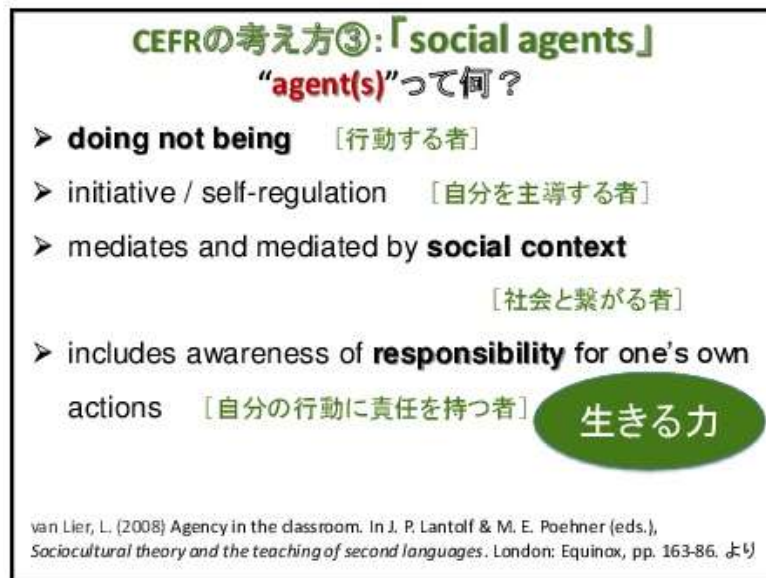 CEFRの考え方③:「social agents」
“agent(s)”って何？
➤ doing not being ［行動する者］
➤ initiative / self-regulation ［自分を主導する者］
➤ mediates and mediated by social context
［社会と繋がる者］
➤ includes awareness of responsibility for one’s own
actions ［自分の行動に責任を持つ者］
生きる力
van Lier, L. (2008) Agency in the classroom. In J. P. Lantolf & M. E. Poehner (eds.),
Sociocultural theory and the teaching of second languages. London: Equinox, pp. 163-86. より